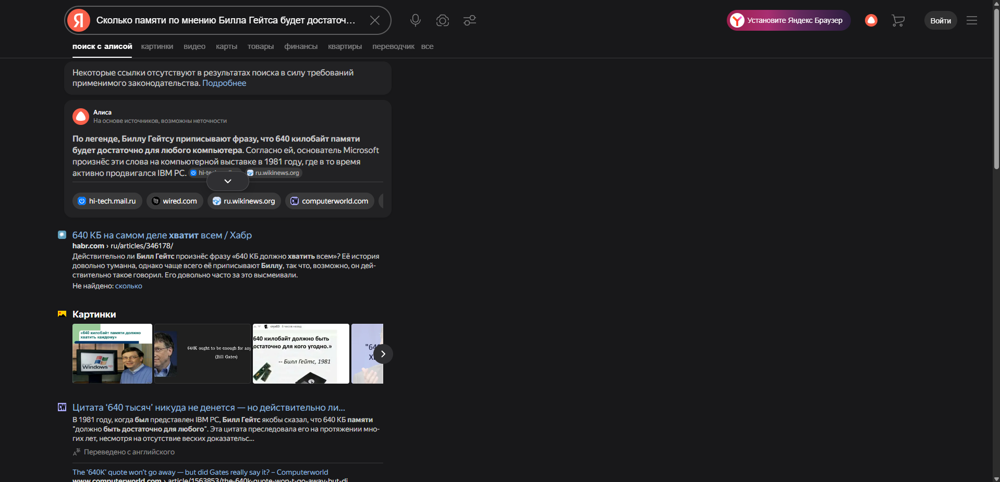 Я Сколько памяти по мнению Билла Гейтса будет достаточ...
Установите Яндекс Браузер
Войти
поиск с алисой картинки видео карты товары финансы квартиры переводчик все
Некоторые ссылки отсутствуют в результатах поиска в силу требований
применимого законодательства. Подробнее
Алиса
На основе источников, возможны неточности
По легенде, Биллу Гейтсу приписывают фразу, что 640 килобайт памяти
будет достаточно для любого компьютера. Согласно ей, основатель Microsoft
произнёс эти слова на компьютерной выставке в 1981 году, где в то время
активно продвигался IBM PC. ru.wikinews.org
hi-tech.mail.ru wired.com ru.wikinews.org computerworld.com
640 КБ на самом деле хватит всем / Хабр
habr.com › ru/articles/346178/
Действительно ли Билл Гейтс произнёс фразу «640 КБ должно хватить всем»? Её история
довольно туманна, однако чаще всего её приписывают Биллу, так что, возможно, он дей-
ствительно такое говорил. Его довольно часто за это высмеивали.
Не найдено: сколько
Картинки
«640 килобайт памяти должно
хватить каждому»
Windows xp
640K ought to be enough for any
(Bill Gates)
crys83 6 часов назад
640 килобайт должно быть
остаточно для кого угодно.»
-- Билл Гейтс, 1981
"64
CW Цитата ‘640 тысяч’ никуда не денется — но действительно ли...
В 1981 году, когда был представлен IBM PC, Билл Гейтс якобы сказал, что 640 КБ памяти
"должно быть достаточно для любого". Эта цитата преследовала его на протяжении мно-
гих лет, несмотря на отсутствие веских доказательс...
Переведено с английского
The ‘640K’ quote won’t go away — but did Gates really say it? – Computerworld
www.computerworld.com › article/1563853/the-640k-quote-won-t-go-away-but-di